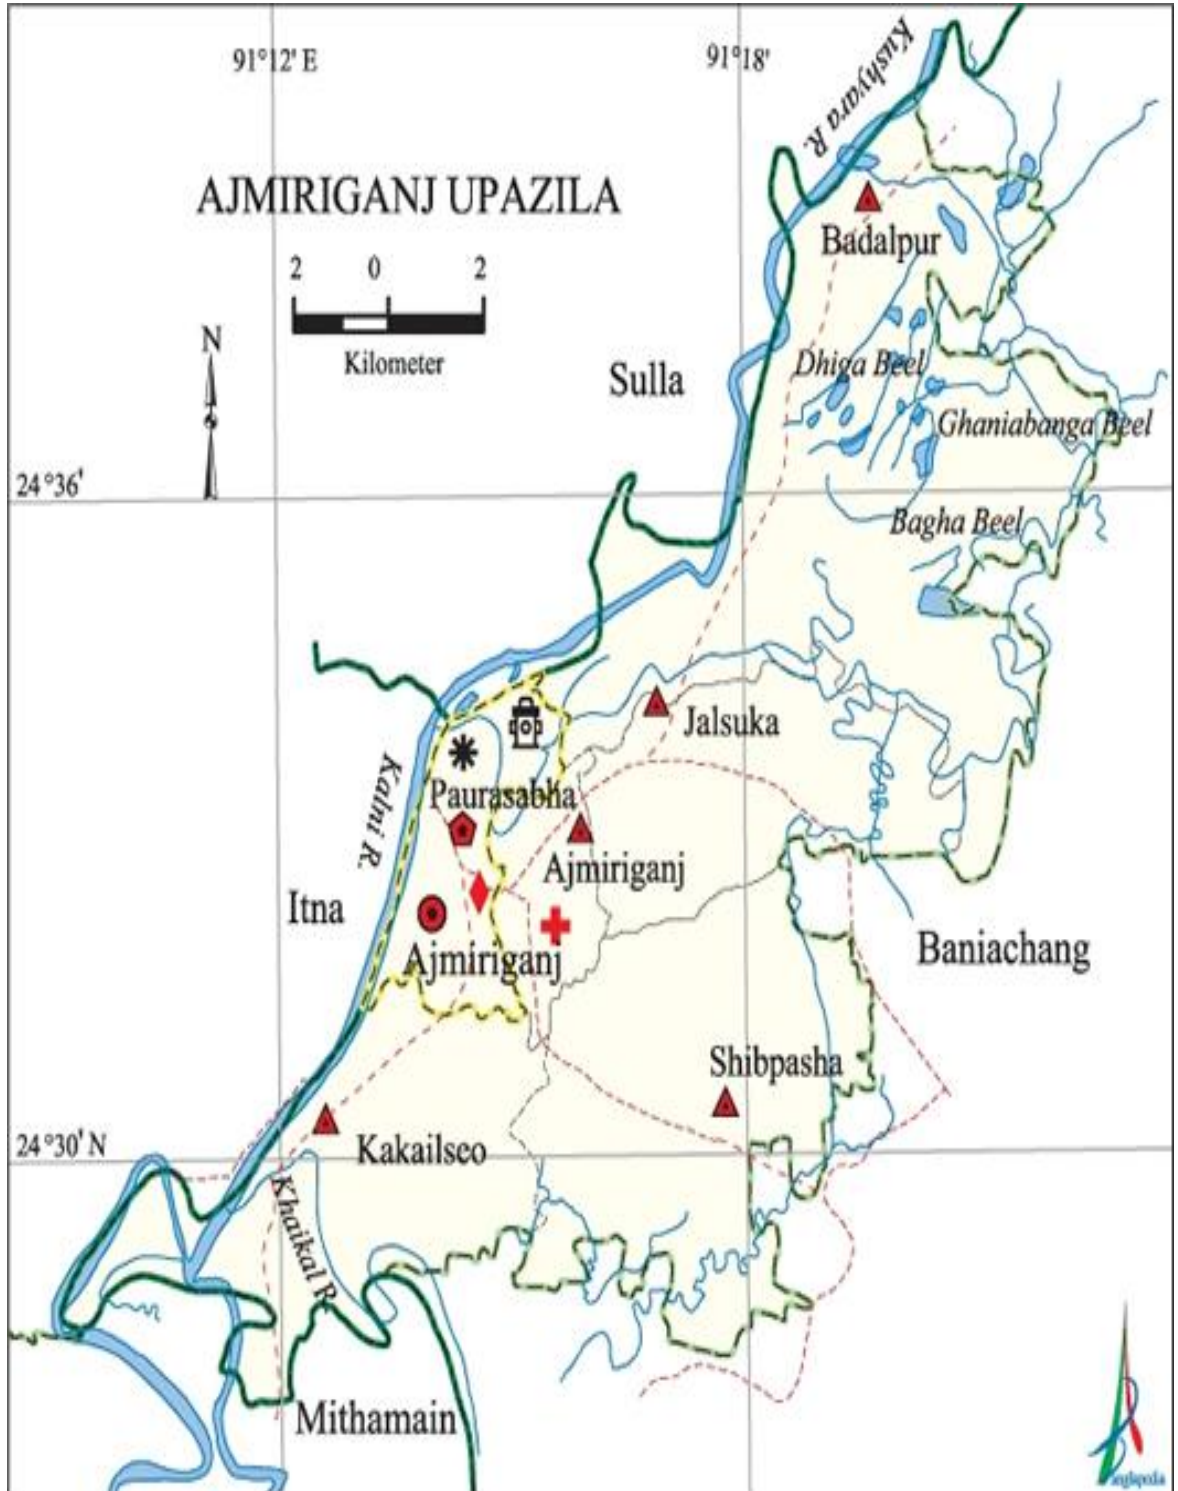 91°12' E
91°18'
Kushyara R.
AJMIRIGANJ UPAZILA
Badalpur
2 0 2
Kilometer
N
Sulla
Dhiga Beel
Ghaniabanga Beel
24°36'
Bagha Beel
Jalsuka
Kalni R.
Paurasabha
Ajmiriganj
Itna
Ajmiriganj
Baniachang
Shibpasha
24°30' N
Kakailseo
Khaikal R.
Mithamain
anglapedia